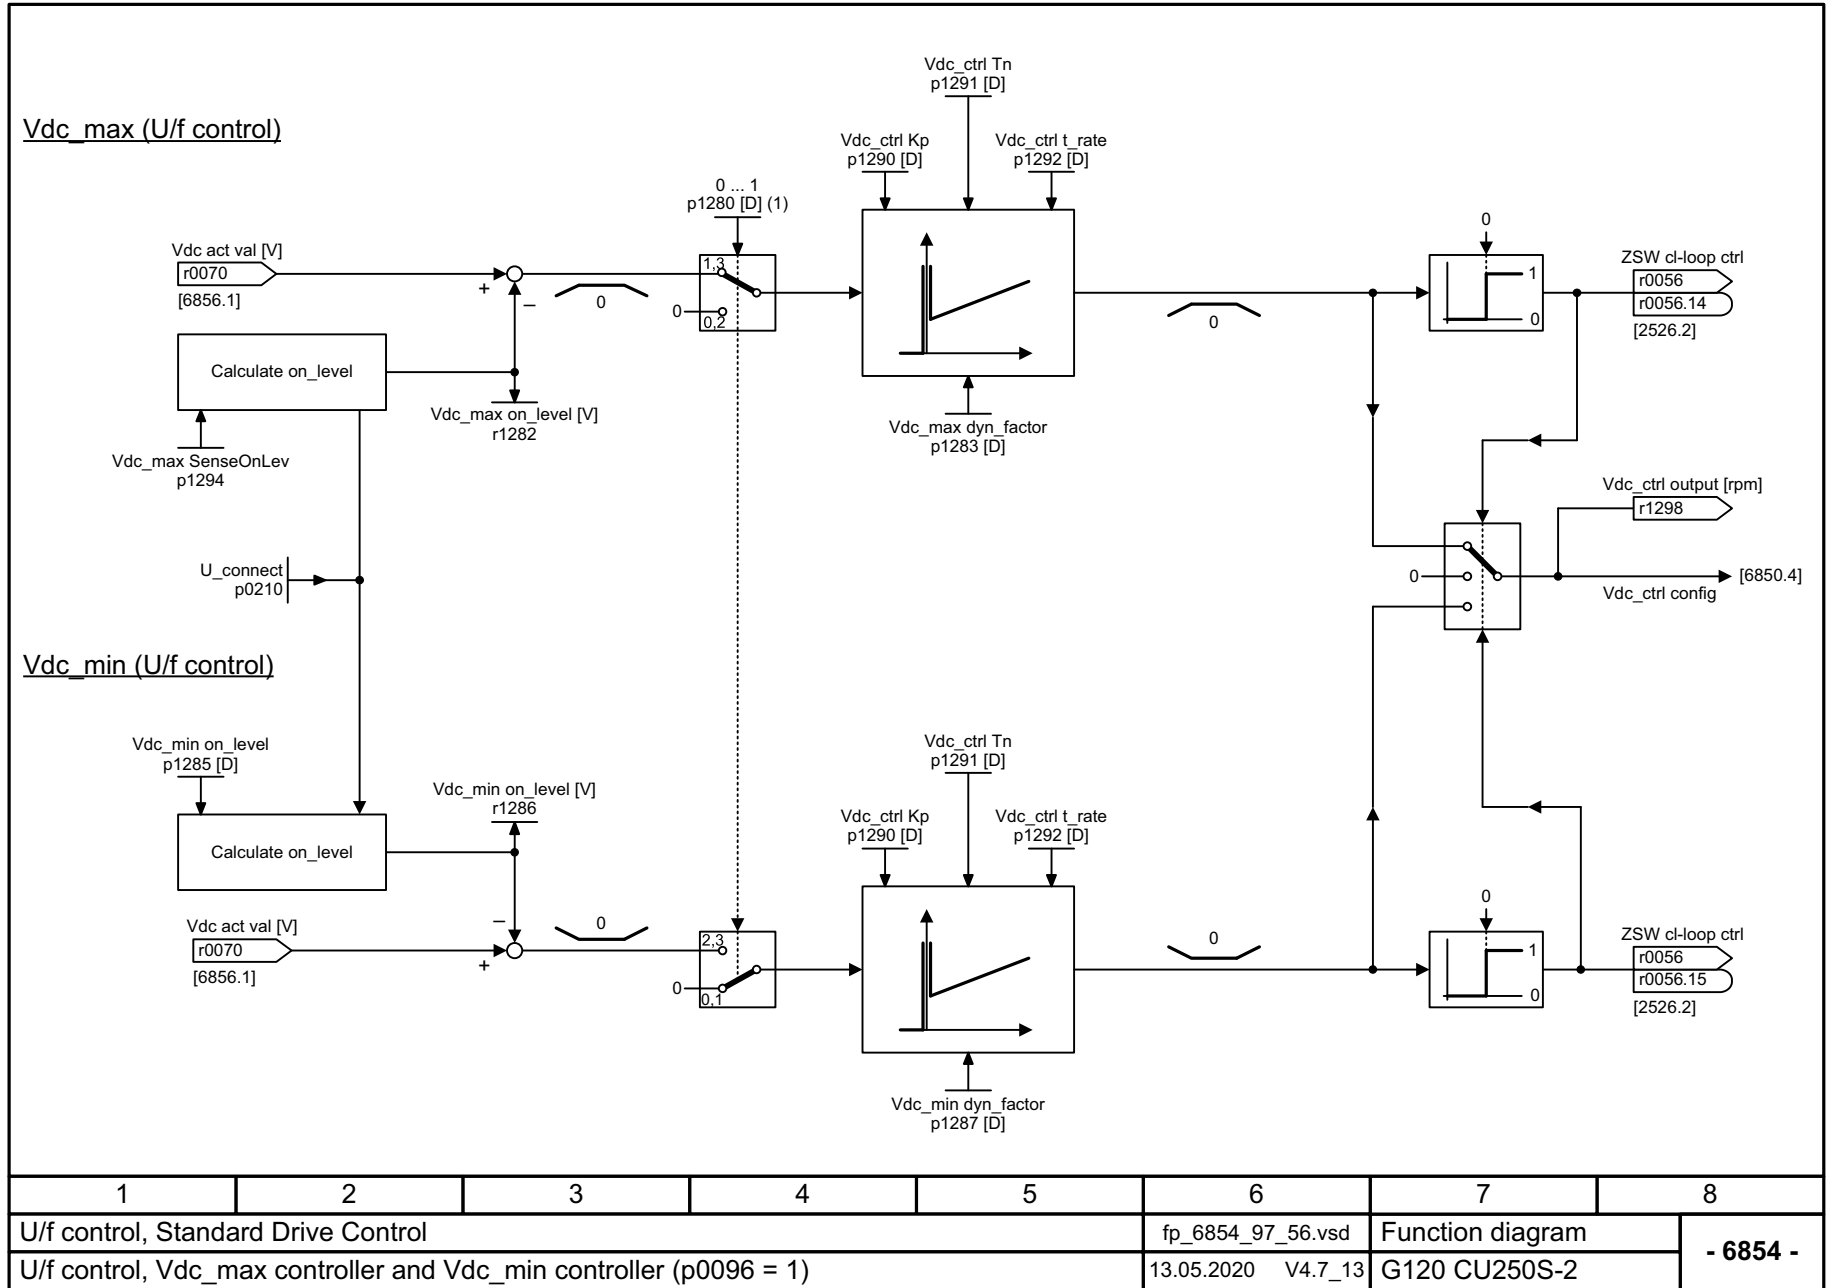 Vdc_max (U/f control)
Vdc_ctrl Tn
p1291 [D]
Vdc_ctrl Kp
p1290 [D]
Vdc_ctrl t_rate
p1292 [D]
0 ... 1
p1280 [D] (1)
Vdc act val [V]
r0070
[6856.1]
+
–
0
1,3
0
0,2
0
0
1
0
ZSW cl-loop ctrl
r0056
r0056.14
[2526.2]
Calculate on_level
Vdc_max on_level [V]
r1282
Vdc_max SenseOnLev
p1294
Vdc_max dyn_factor
p1283 [D]
Vdc_ctrl output [rpm]
r1298
U_connect
p0210
0
[6850.4]
Vdc_ctrl config
Vdc_min (U/f control)
Vdc_min on_level
p1285 [D]
Vdc_min on_level [V]
r1286
Vdc_ctrl Tn
p1291 [D]
Vdc_ctrl Kp
p1290 [D]
Vdc_ctrl t_rate
p1292 [D]
Calculate on_level
Vdc act val [V]
r0070
[6856.1]
–
+
0
2,3
0
0,1
0
0
1
0
ZSW cl-loop ctrl
r0056
r0056.15
[2526.2]
Vdc_min dyn_factor
p1287 [D]
1 2 3 4 5 6 7 8
U/f control, Standard Drive Control
fp_6854_97_56.vsd
Function diagram
- 6854 -
U/f control, Vdc_max controller and Vdc_min controller (p0096 = 1)
13.05.2020 V4.7_13
G120 CU250S-2